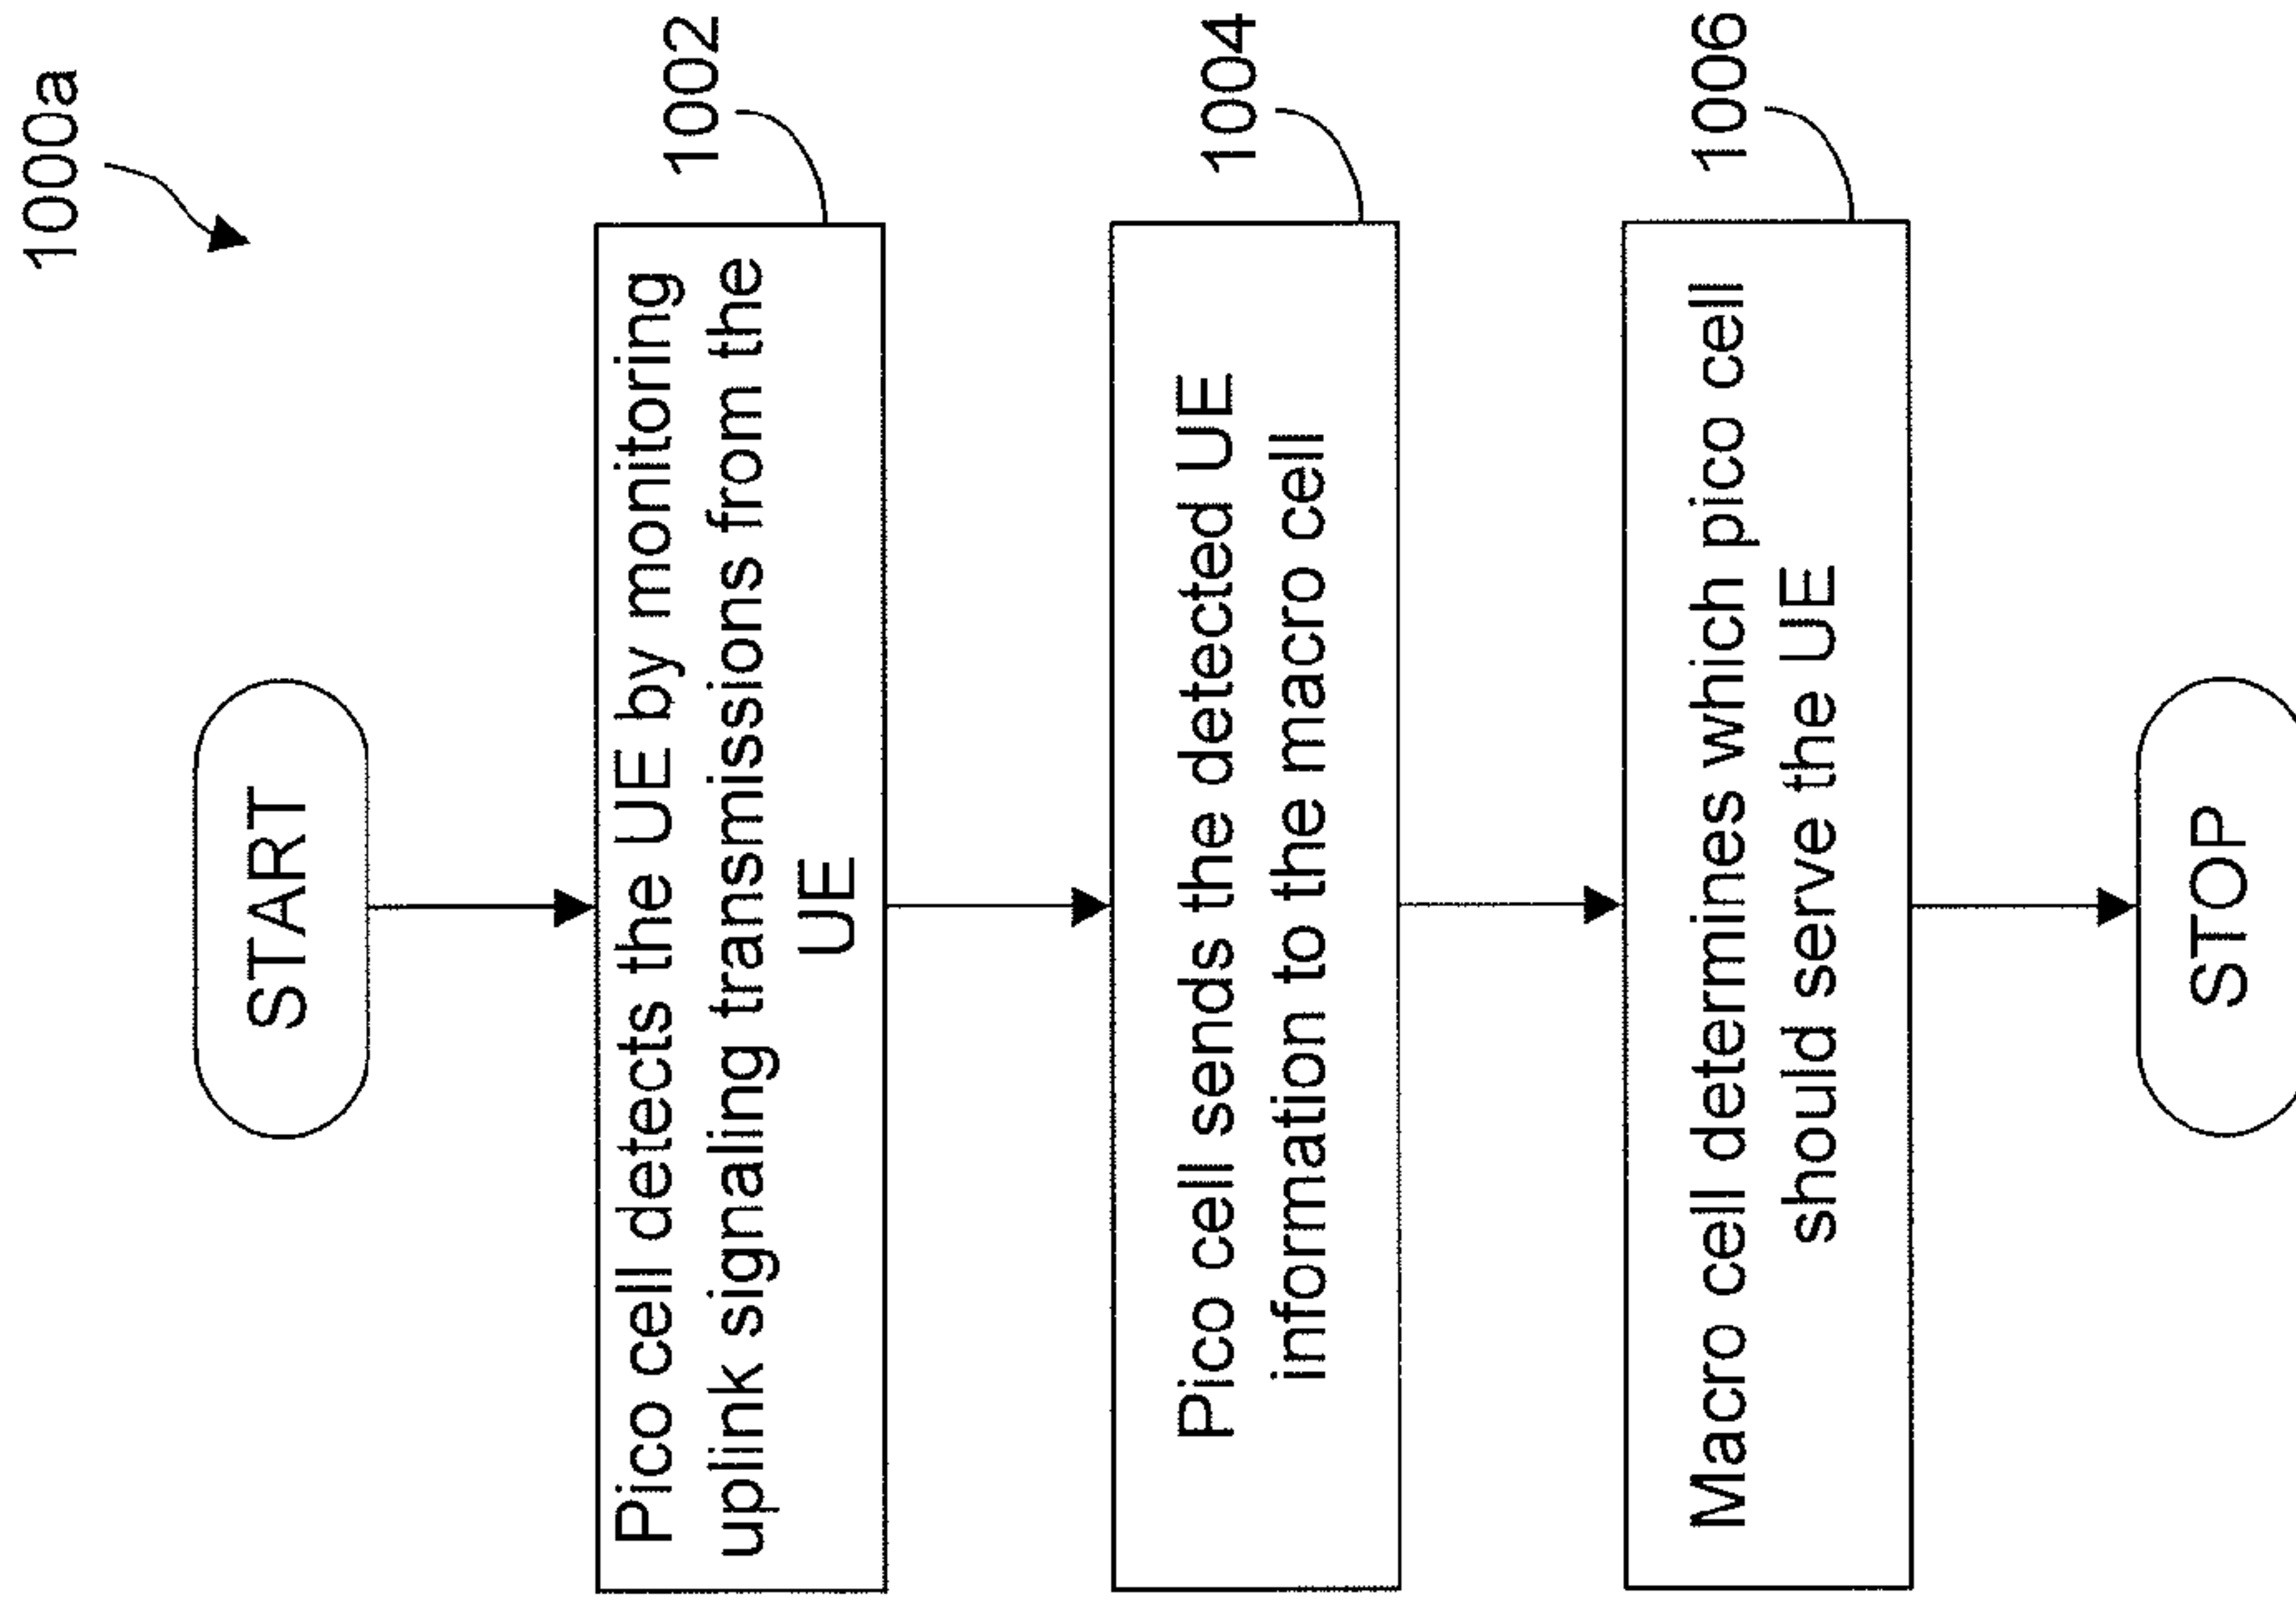 1000a
START
Pico cell detects the UE by monitoring
uplink signaling transmissions from the
UE
1002
Pico cell sends the detected UE
information to the macro cell
1004
Macro cell determines which pico cell
should serve the UE
1006
STOP